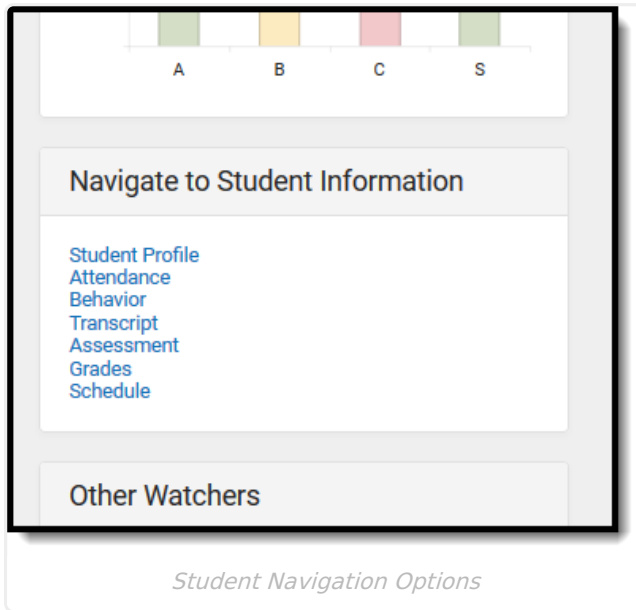 A B C S
Navigate to Student Information
Student Profile
Attendance
Behavior
Transcript
Assessment
Grades
Schedule
Other Watchers
Student Navigation Options